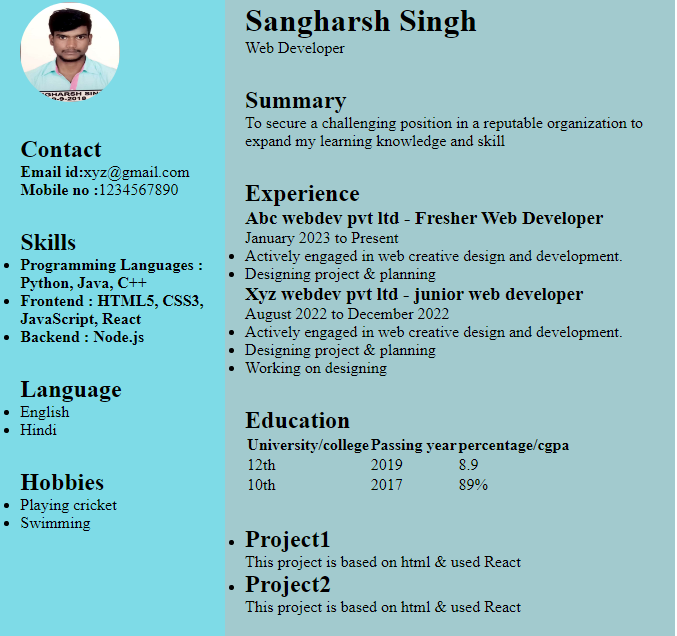 GHARSH SIN
9-9-2018
Contact
Email id:xyz@gmail.com
Mobile no :1234567890
Skills
Programming Languages :
Python, Java, C++
Frontend : HTML5, CSS3,
JavaScript, React
Backend : Node.js
Language
English
Hindi
Hobbies
Playing cricket
Swimming
Sangharsh Singh
Web Developer
Summary
To secure a challenging position in a reputable organization to
expand my learning knowledge and skill
Experience
Abc webdev pvt ltd - Fresher Web Developer
January 2023 to Present
Actively engaged in web creative design and development.
Designing project & planning
Xyz webdev pvt ltd - junior web developer
August 2022 to December 2022
Actively engaged in web creative design and development.
Designing project & planning
Working on designing
Education
University/college Passing year percentage/cgpa
12th 2019 8.9
10th 2017 89%
Project1
This project is based on html & used React
Project2
This project is based on html & used React